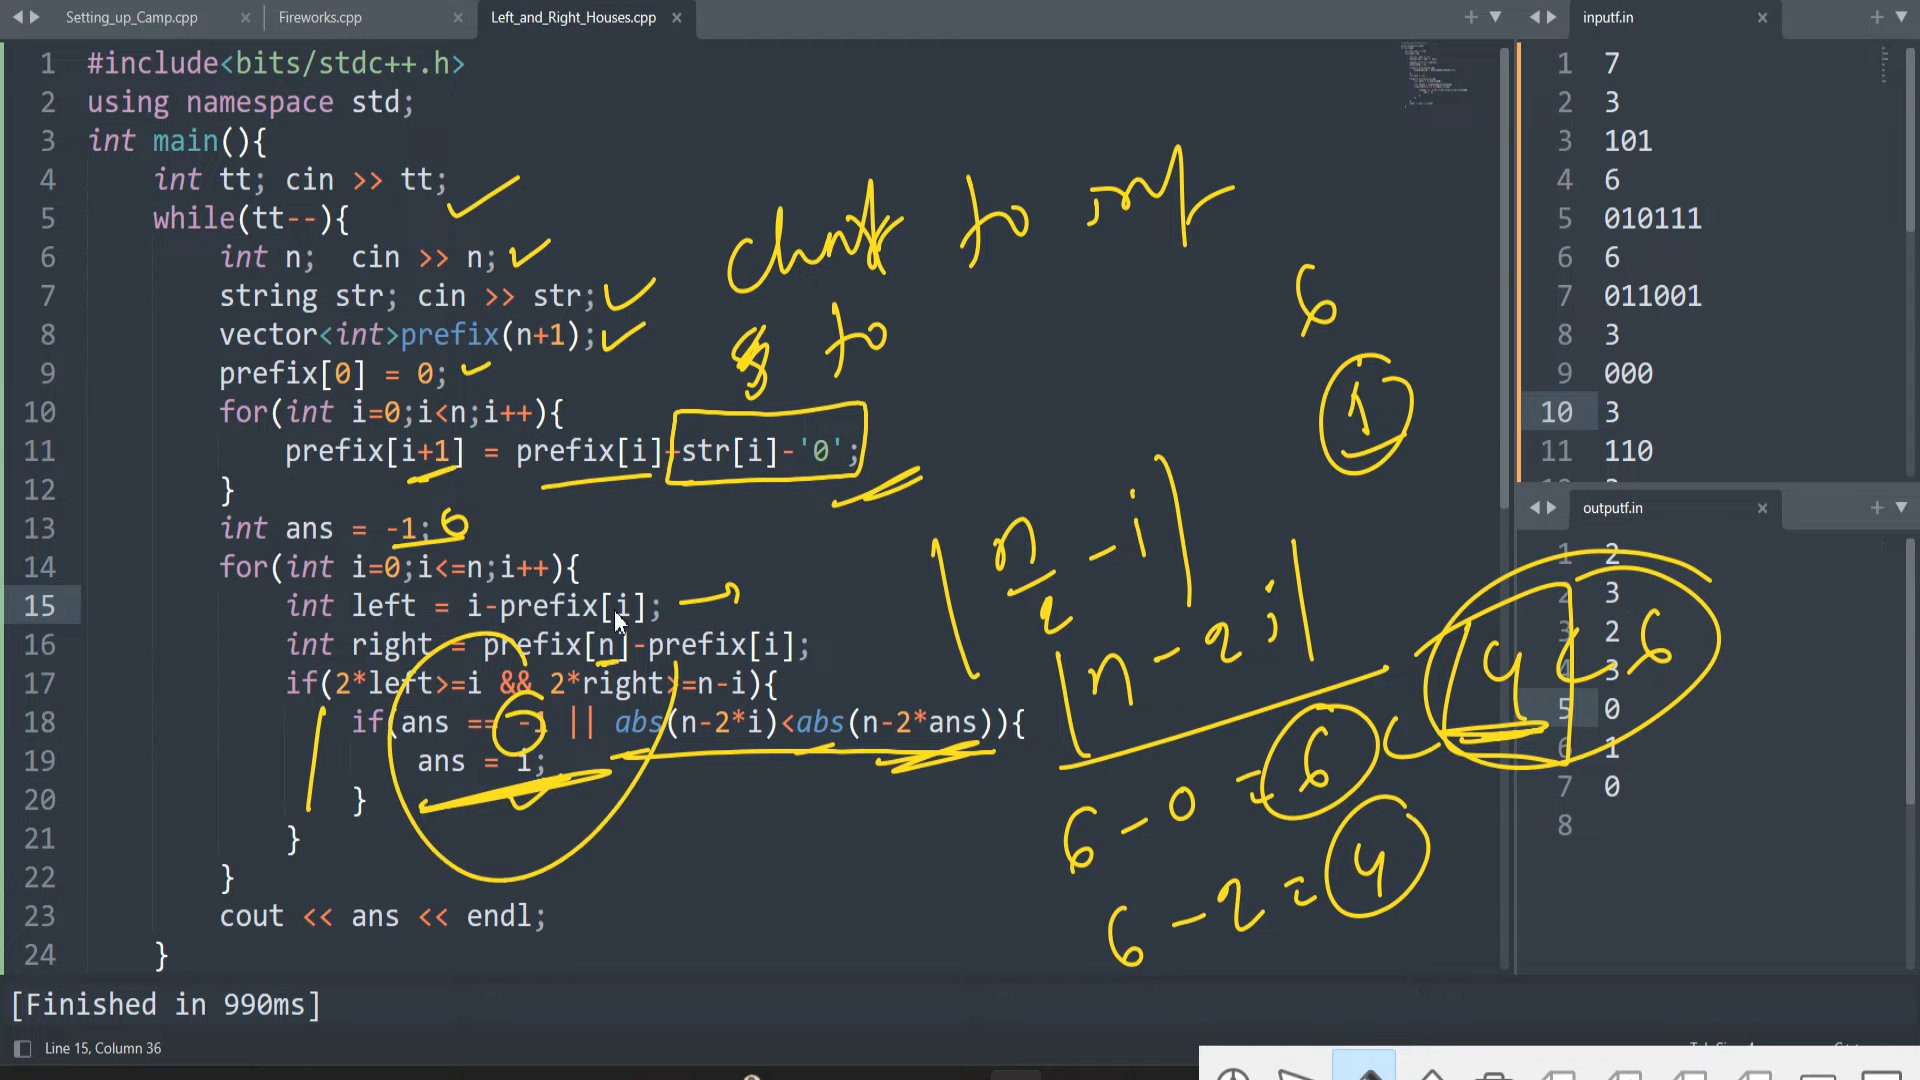 Setting_up_Camp.cpp
Fireworks.cpp
Left_and_Right_Houses.cpp
1 #include<bits/stdc++.h>
2 using namespace std;
3 int main(){
4 int tt; cin >> tt;
5 while(tt--){
6 int n; cin >> n;
7 string str; cin >> str;
8 vector<int>prefix(n+1);
9 prefix[0] = 0;
10 for(int i=0;i<n;i++){
11 prefix[i+1] = prefix[i]+str[i]-'0';
12 }
13 int ans = -1;
14 for(int i=0;i<=n;i++){
15 int left = i-prefix[i];
16 int right = prefix[n]-prefix[i];
17 if(2*left>=i && 2*right>=n-i){
18 if(ans == -1 || abs(n-2*i)<abs(n-2*ans)){
19 ans = i;
20 }
21 }
22 }
23 cout << ans << endl;
24 }
[Finished in 990ms]
Line 15, Column 36
to
to
6
1
6
|n/2 - i|
|n - 2i|
6 - 0 = 6
6 - 2 = 4
4 < 6
inputf.in
1 7
2 3
3 101
4 6
5 010111
6 6
7 011001
8 3
9 000
10 3
11 110
outputf.in
1 2
2 3
3 2
4 3
5 0
6 1
7 0
8